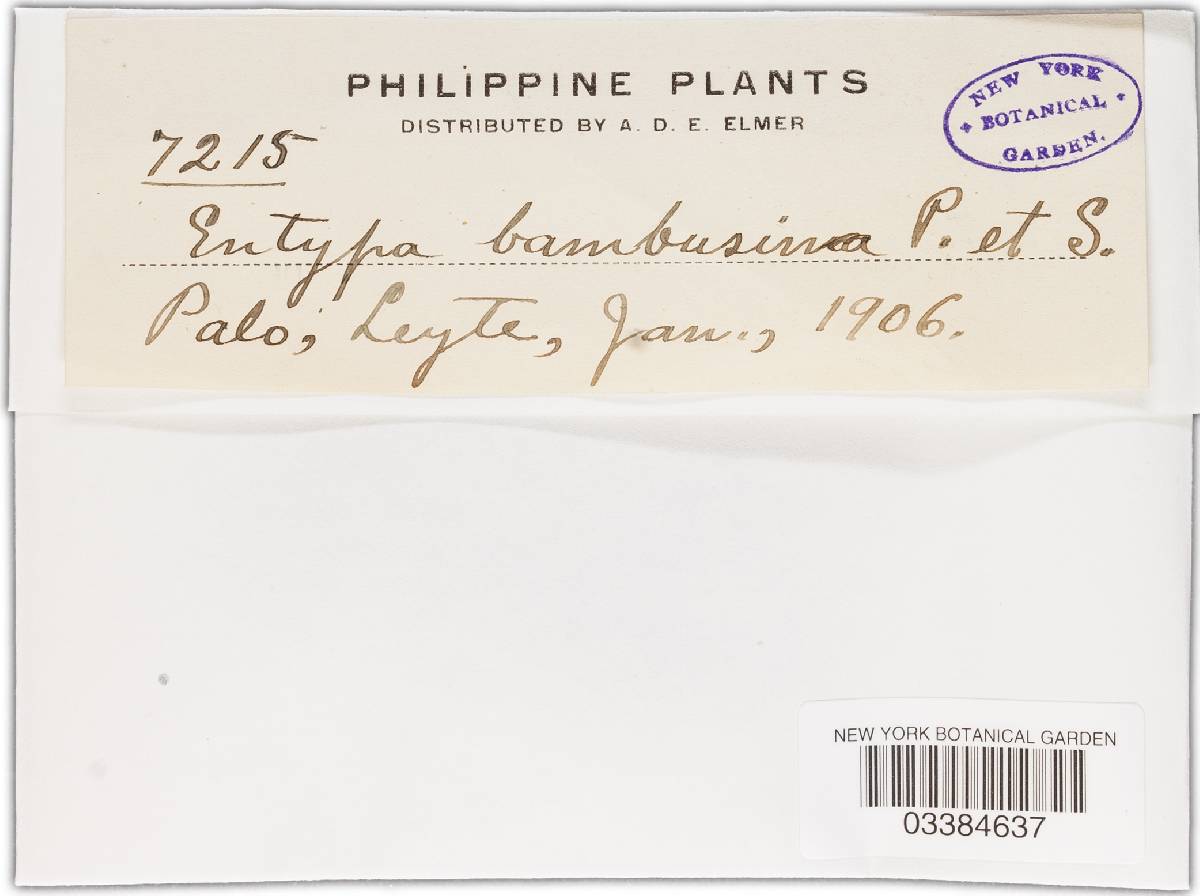 PHILIPPINE PLANTS
DISTRIBUTED BY A. D. E. ELMER
NEW YORK
BOTANICAL
GARDEN.
7215
Entypa bambusina P. et S.
Palo, Leyte, Jan., 1906.
NEW YORK BOTANICAL GARDEN
03384637